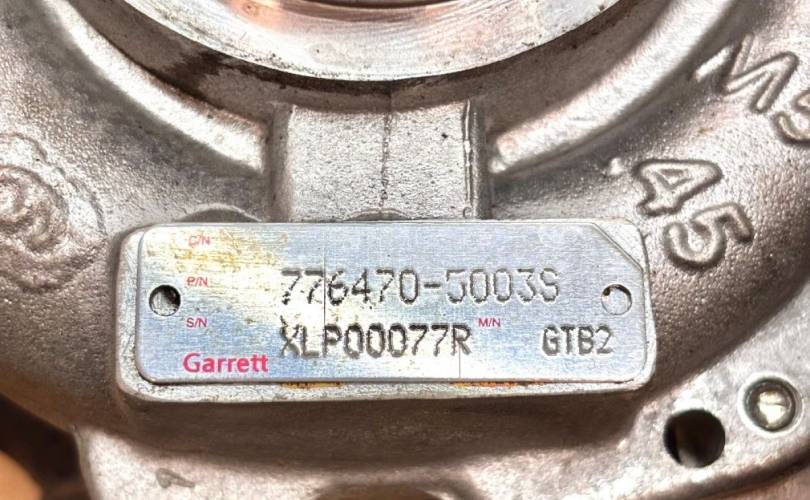 C/N
P/N 776470-5003S
S/N XLP00077R M/N GTB2
Garrett
45